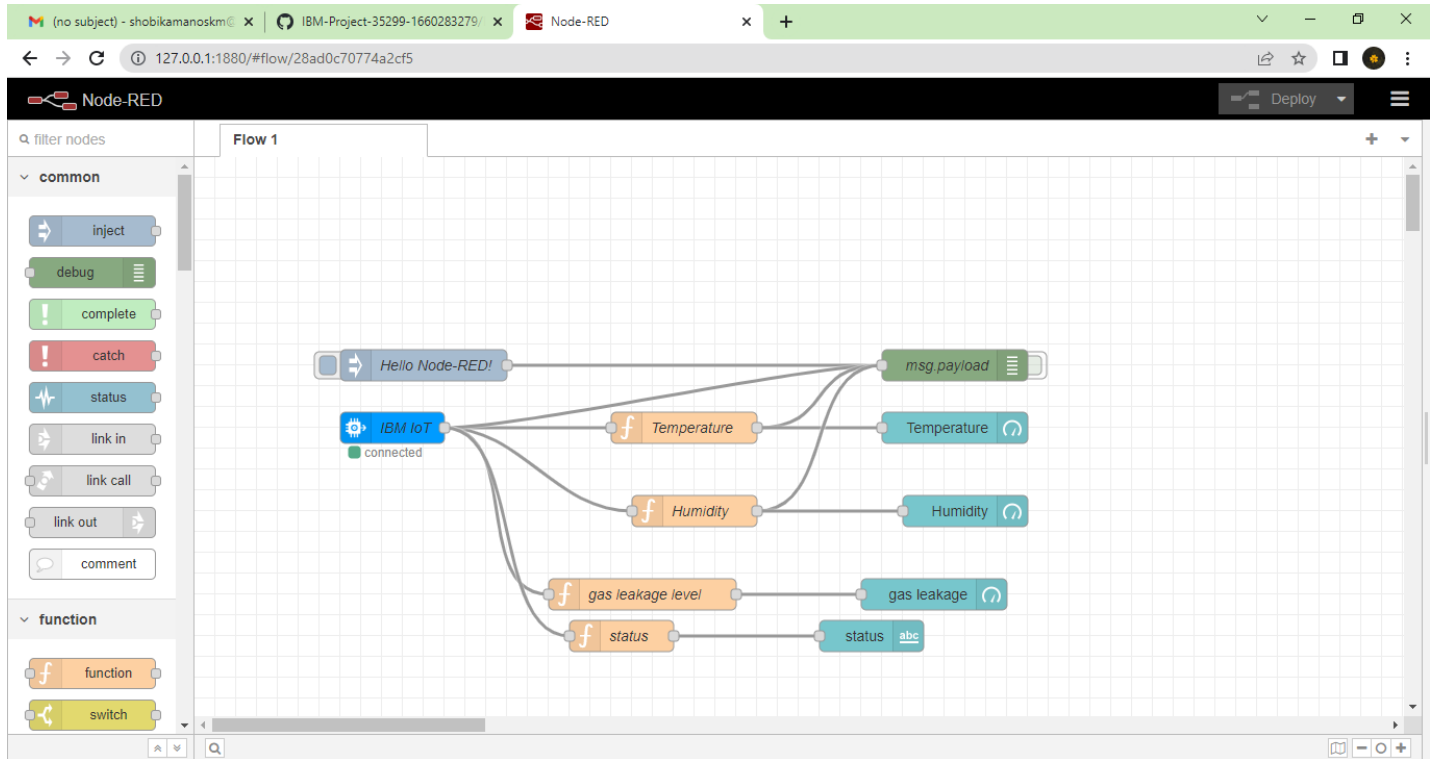 (no subject) - shobikamanoskm@
IBM-Project-35299-1660283279/
Node-RED
127.0.0.1:1880/#flow/28ad0c70774a2cf5
Node-RED
Deploy
filter nodes
Flow 1
common
inject
debug
complete
catch
status
link in
link call
link out
comment
function
function
switch
Hello Node-RED!
msg.payload
IBM IoT
connected
Temperature
Temperature
Humidity
Humidity
gas leakage level
gas leakage
status
status
abc